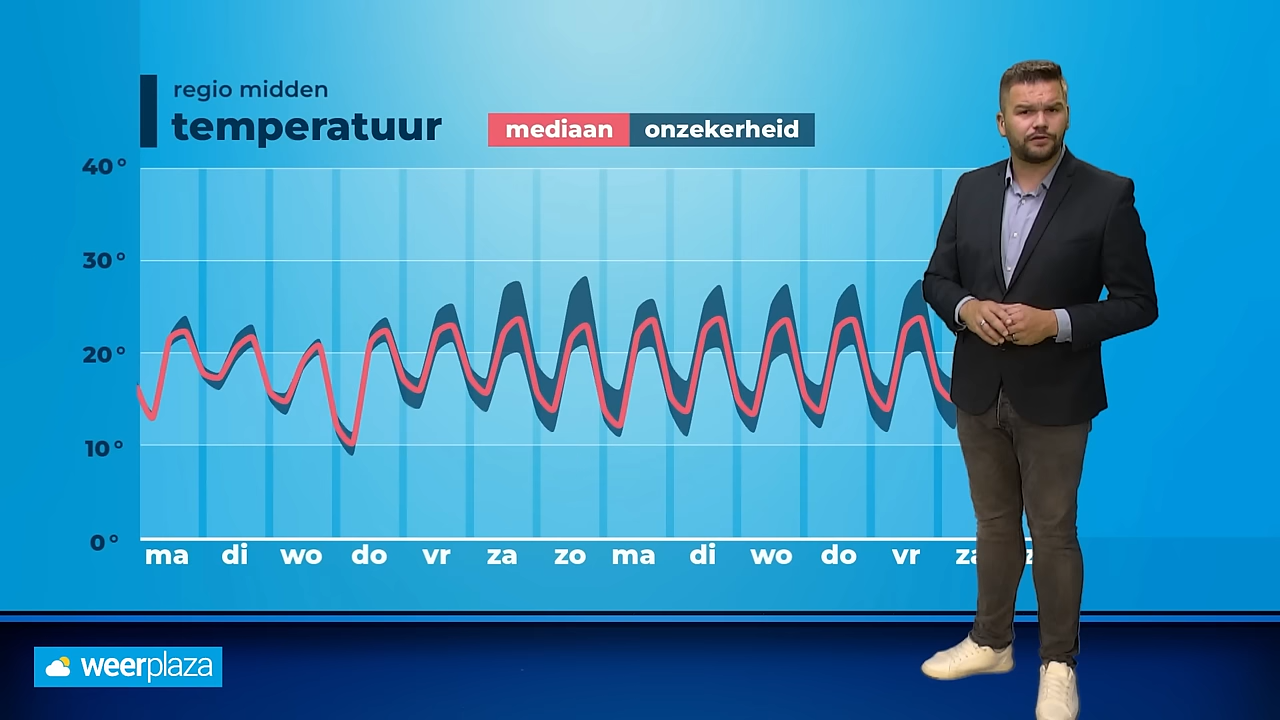 regio midden
temperatuur
mediaan onzekerheid
40°
30°
20°
10°
0°
ma di wo do vr za zo ma di wo do vr
weerplaza